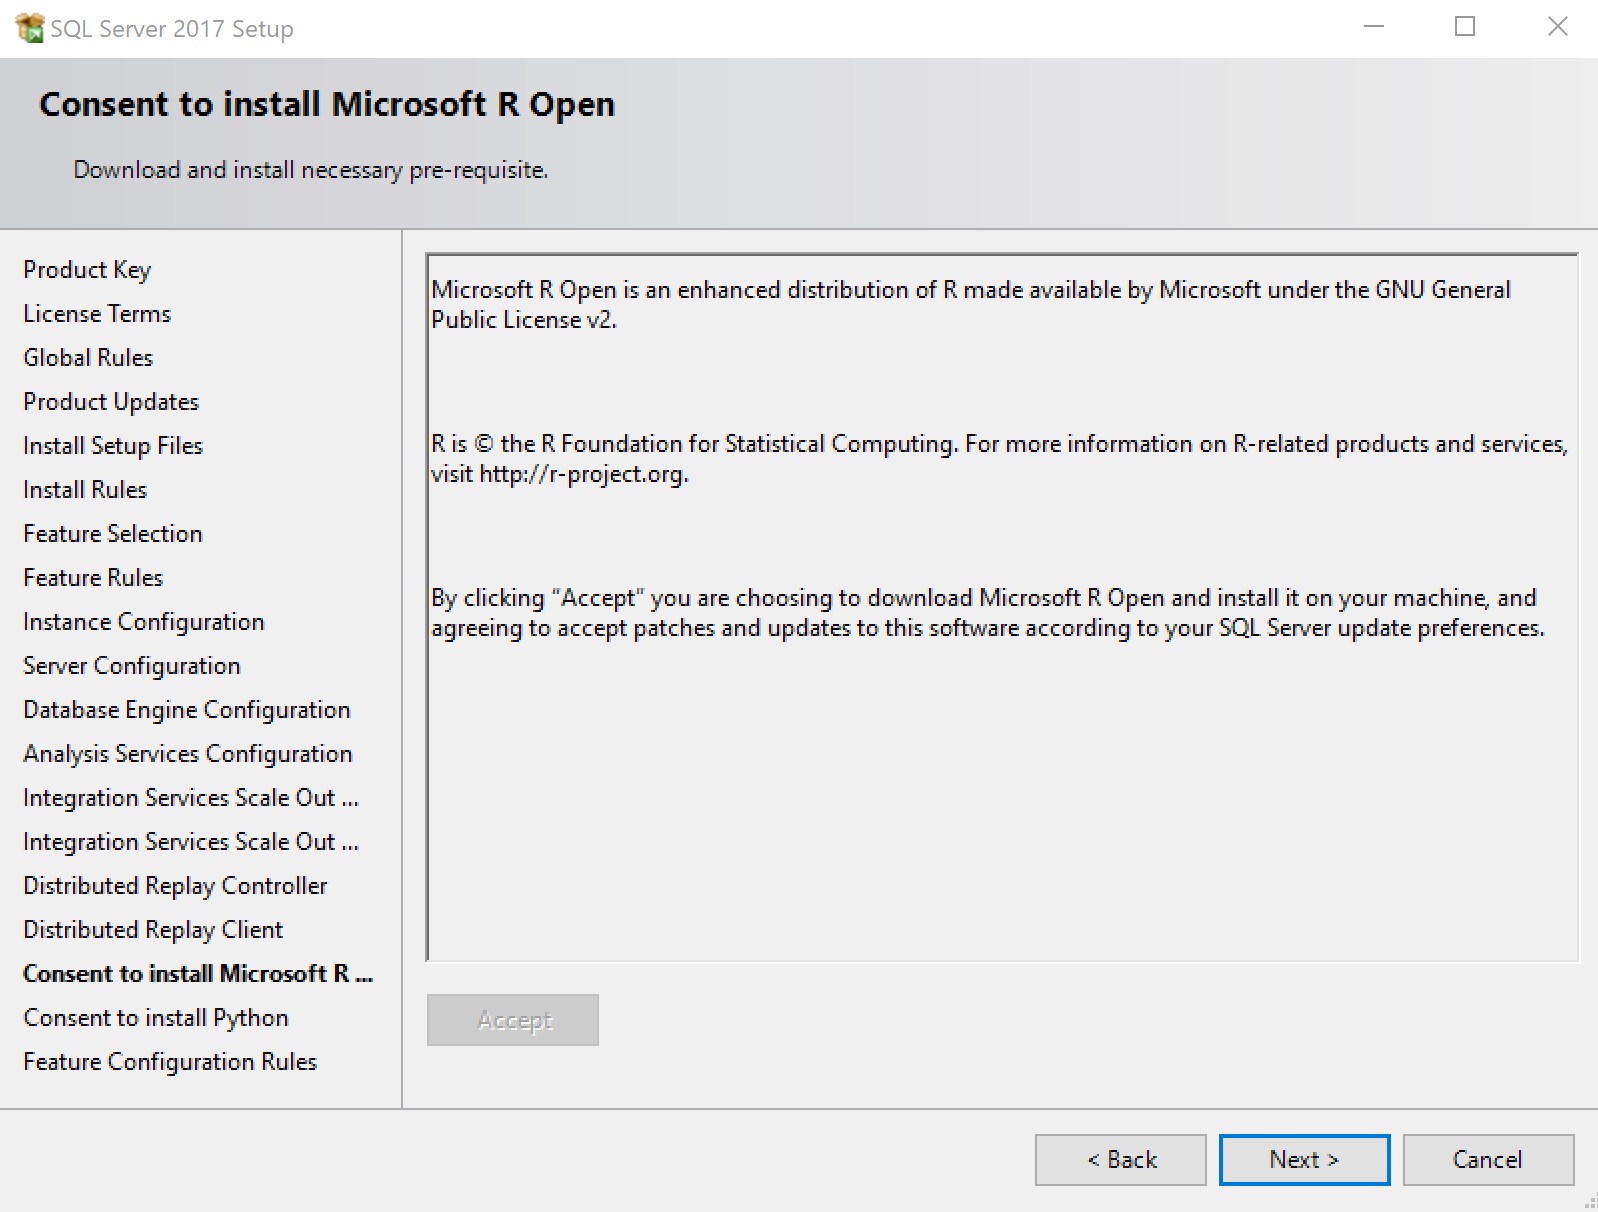 SQL Server 2017 Setup
Consent to install Microsoft R Open
Download and install necessary pre-requisite.
Product Key
License Terms
Global Rules
Product Updates
Install Setup Files
Install Rules
Feature Selection
Feature Rules
Instance Configuration
Server Configuration
Database Engine Configuration
Analysis Services Configuration
Integration Services Scale Out ...
Integration Services Scale Out ...
Distributed Replay Controller
Distributed Replay Client
Consent to install Microsoft R ...
Consent to install Python
Feature Configuration Rules
Microsoft R Open is an enhanced distribution of R made available by Microsoft under the GNU General
Public License v2.
R is © the R Foundation for Statistical Computing. For more information on R-related products and services,
visit http://r-project.org.
By clicking “Accept” you are choosing to download Microsoft R Open and install it on your machine, and
agreeing to accept patches and updates to this software according to your SQL Server update preferences.
Accept
< Back
Next >
Cancel